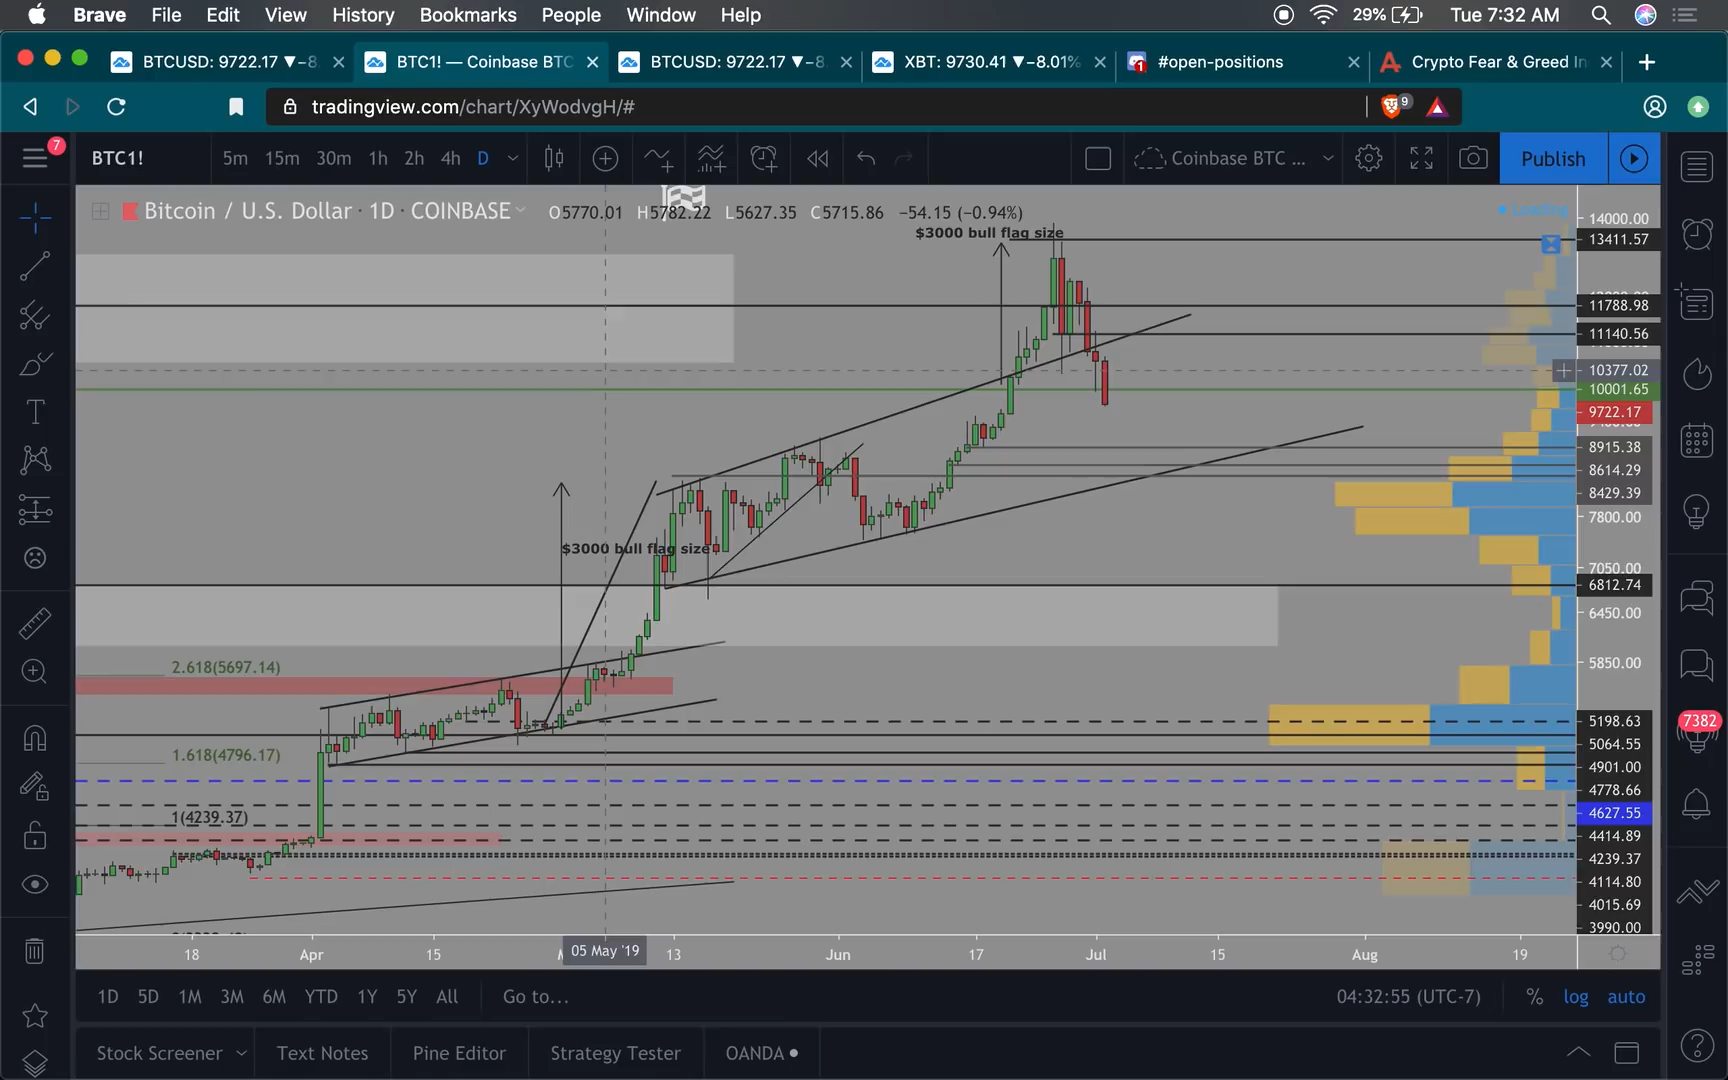 Brave File Edit View History Bookmarks People Window Help 29% Tue 7:32 AM
BTCUSD: 9722.17 ▼−8. BTC1! — Coinbase BTC BTCUSD: 9722.17 ▼−8. XBT: 9730.41 ▼−8.01% 1 #open-positions Crypto Fear & Greed In
tradingview.com/chart/XyWodvgH/# 9
7 BTC1! 5m 15m 30m 1h 2h 4h D Coinbase BTC ... Publish
Bitcoin / U.S. Dollar · 1D · COINBASE O5770.01 H5782.22 L5627.35 C5715.86 −54.15 (−0.94%) Loading
14000.00
$3000 bull flag size
13411.57
11788.98
11140.56
10377.02
10001.65
9722.17
8915.38
8614.29
8429.39
7800.00
$3000 bull flag size
7050.00
6812.74
6450.00
5850.00
2.618(5697.14)
5198.63
7382
5064.55
1.618(4796.17)
4901.00
4778.66
4627.55
1(4239.37)
4414.89
4239.37
4114.80
4015.69
3990.00
18 Apr 15 05 May '19 13 Jun 17 Jul 15 Aug 19
1D 5D 1M 3M 6M YTD 1Y 5Y All Go to... 04:32:55 (UTC-7) % log auto
Stock Screener Text Notes Pine Editor Strategy Tester OANDA